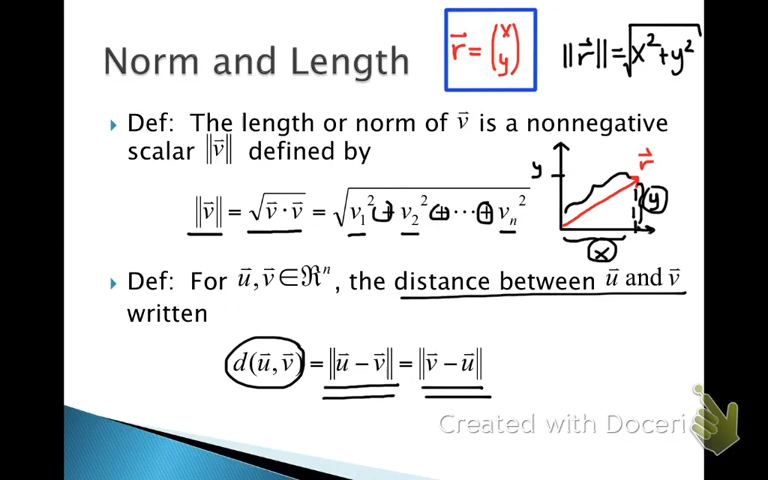 Norm and Length
r⃗ = (x y)
||r⃗|| = √x² + y²
▸ Def: The length or norm of v⃗ is a nonnegative
scalar ‖v⃗‖ defined by
‖v⃗‖ = √v⃗ · v⃗ = √v₁² + v₂² + ··· + vₙ²
y
r⃗
y
x
▸ Def: For u⃗, v⃗ ∈ ℜⁿ, the distance between u⃗ and v⃗
written
d(u⃗, v⃗) = ‖u⃗ − v⃗‖ = ‖v⃗ − u⃗‖
Created with Doceri